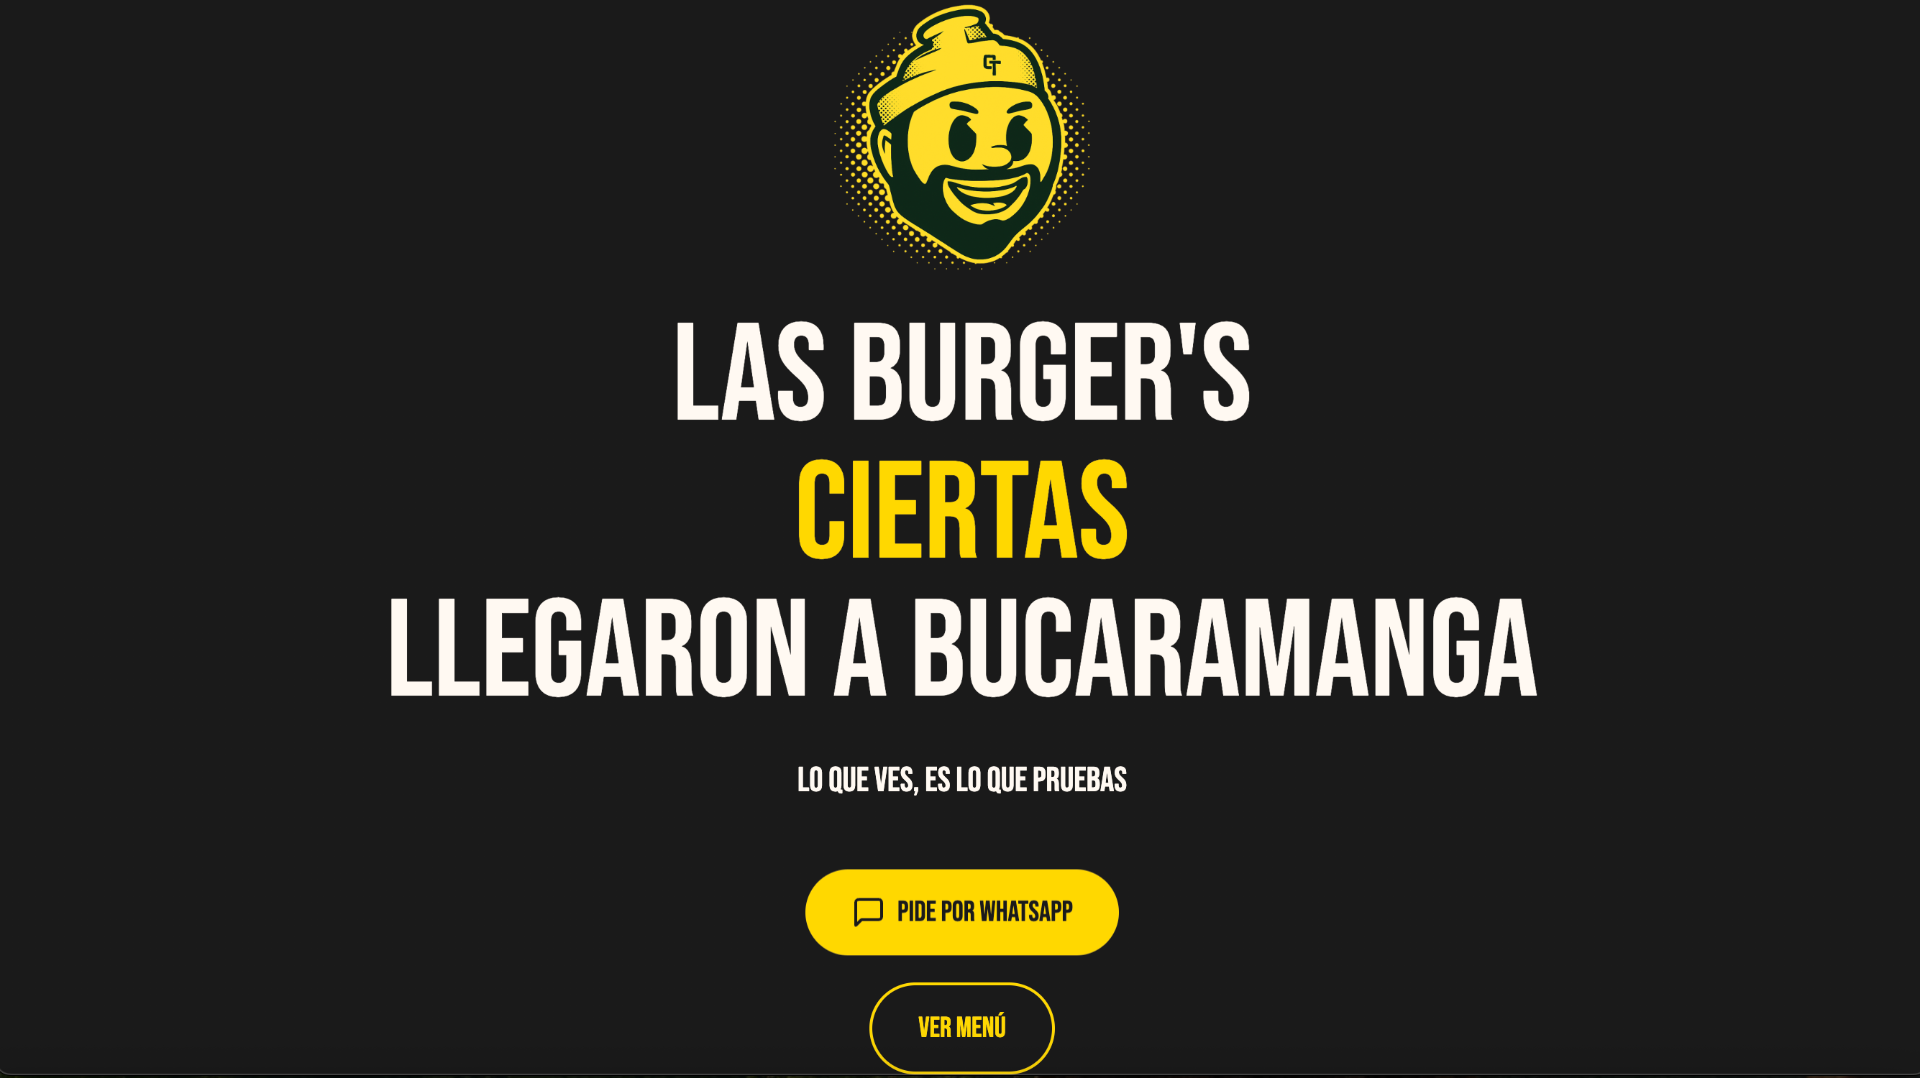 GT
LAS BURGER'S
CIERTAS
LLEGARON A BUCARAMANGA
LO QUE VES, ES LO QUE PRUEBAS
PIDE POR WHATSAPP
VER MENÚ